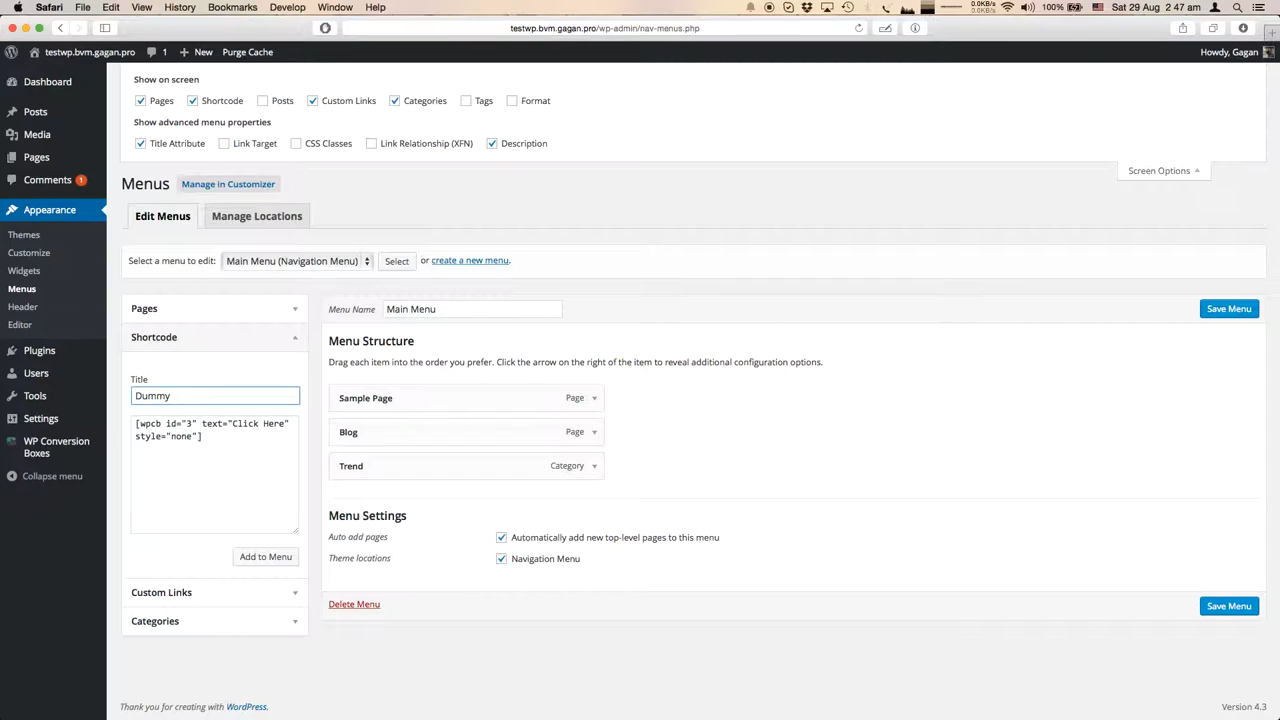 Safari File Edit View History Bookmarks Develop Window Help 0.0KB/s 0.0KB/s 100% Sat 29 Aug 2.47 am
testwp.bvm.gagan.pro/wp-admin/nav-menus.php
testwp.bvm.gagan.pro 1 + New Purge Cache Howdy, Gagan
Dashboard
Posts
Media
Pages
Comments 1
Appearance
Themes
Customize
Widgets
Menus
Header
Editor
Plugins
Users
Tools
Settings
WP Conversion
Boxes
Collapse menu
Show on screen
Pages Shortcode Posts Custom Links Categories Tags Format
Show advanced menu properties
Title Attribute Link Target CSS Classes Link Relationship (XFN) Description
Screen Options
Menus Manage in Customizer
Edit Menus Manage Locations
Select a menu to edit: Main Menu (Navigation Menu) Select or create a new menu.
Pages
Shortcode
Title
Dummy
[wpcb id="3" text="Click Here"
style="none"]
Add to Menu
Custom Links
Categories
Menu Name Main Menu Save Menu
Menu Structure
Drag each item into the order you prefer. Click the arrow on the right of the item to reveal additional configuration options.
Sample Page Page
Blog Page
Trend Category
Menu Settings
Auto add pages Automatically add new top-level pages to this menu
Theme locations Navigation Menu
Delete Menu Save Menu
Thank you for creating with WordPress. Version 4.3